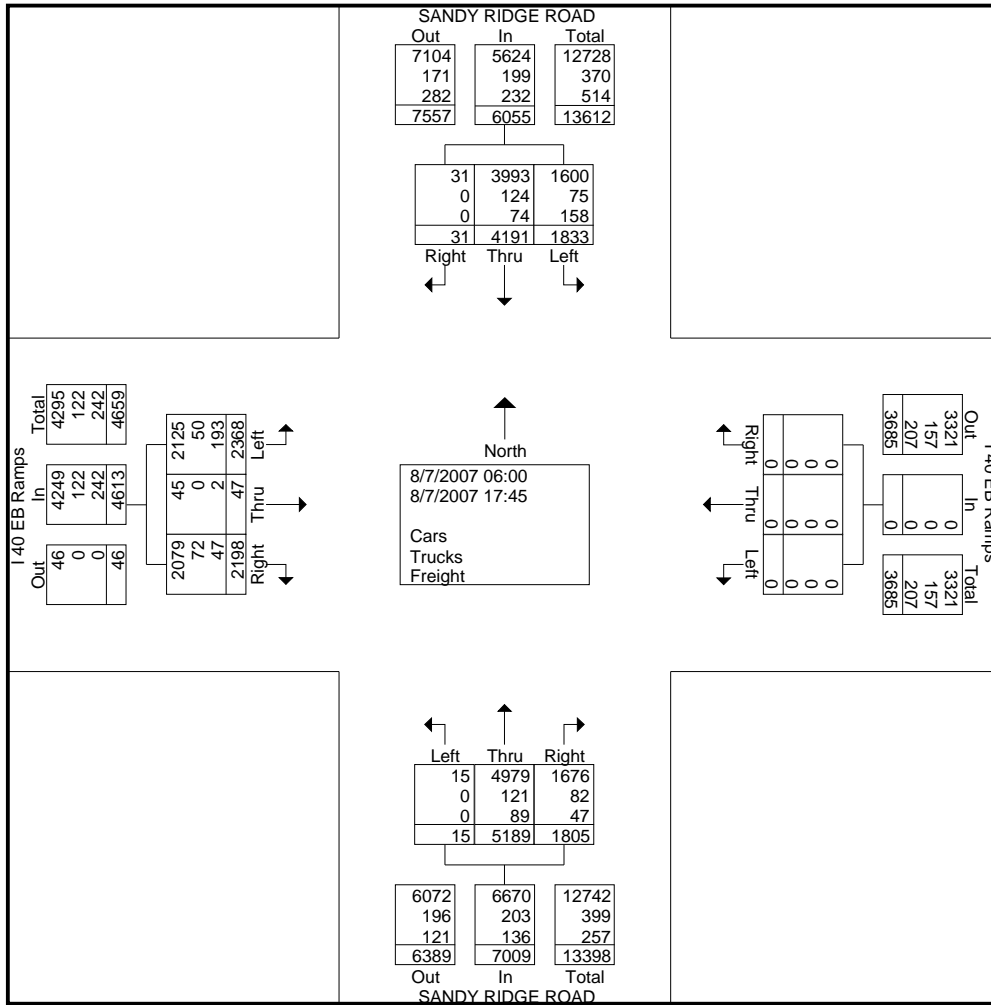 SANDY RIDGE ROAD
Out In Total
7104 5624 12728
171 199 370
282 232 514
7557 6055 13612
31 3993 1600
0 124 75
0 74 158
31 4191 1833
Right Thru Left
I 40 EB Ramps
Total In Out
4295 4249 46
122 122 0
242 242 0
4659 4613 46
2125 45 2079
50 0 72
193 2 47
2368 47 2198
Left Thru Right
North
8/7/2007 06:00
8/7/2007 17:45
Cars
Trucks
Freight
Right Thru Left
0 0 0
0 0 0
0 0 0
0 0 0
I 40 EB Ramps
Out In Total
3321 0 3321
157 0 157
207 0 207
3685 0 3685
Left Thru Right
15 4979 1676
0 121 82
0 89 47
15 5189 1805
6072 6670 12742
196 203 399
121 136 257
6389 7009 13398
Out In Total
SANDY RIDGE ROAD